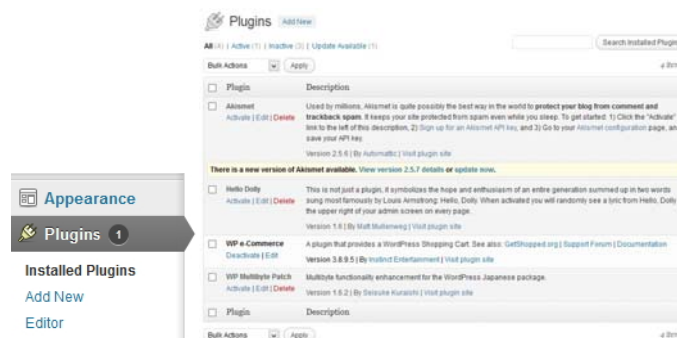 Plugins Add New
All (4) | Active (1) | Inactive (3) | Update Available (1)
Search Installed Plugin
Bulk Actions Apply
4 item
Plugin Description
Akismet
Activate | Edit | Delete
Used by millions, Akismet is quite possibly the best way in the world to protect your blog from comment and
trackback spam. It keeps your site protected from spam even while you sleep. To get started: 1) Click the "Activate"
link to the left of this description, 2) Sign up for an Akismet API key, and 3) Go to your Akismet configuration page, an
save your API key.
Version 2.5.6 | By Automattic | Visit plugin site
There is a new version of Akismet available. View version 2.5.7 details or update now.
Hello Dolly
Activate | Edit | Delete
This is not just a plugin, it symbolizes the hope and enthusiasm of an entire generation summed up in two words
sung most famously by Louis Armstrong: Hello, Dolly. When activated you will randomly see a lyric from Hello, Dolly
the upper right of your admin screen on every page.
Version 1.6 | By Matt Mullenweg | Visit plugin site
WP e-Commerce
Deactivate | Edit
A plugin that provides a WordPress Shopping Cart. See also: GetShopped.org | Support Forum | Documentation
Version 3.8.9.5 | By Instinct Entertainment | Visit plugin site
WP Multibyte Patch
Activate | Edit | Delete
Multibyte functionality enhancement for the WordPress Japanese package.
Version 1.6.2 | By Seisuke Kuraishi | Visit plugin site
Plugin Description
Bulk Actions Apply
4 item
Appearance
Plugins 1
Installed Plugins
Add New
Editor